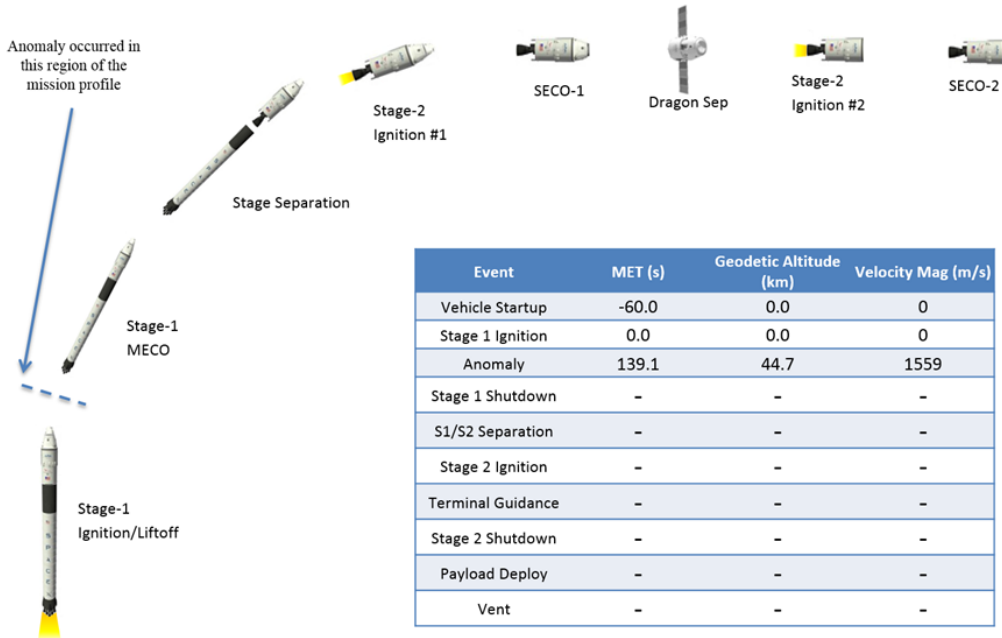 Anomaly occurred in
this region of the
mission profile
Stage-2
Ignition #1
SECO-1
Dragon Sep
Stage-2
Ignition #2
SECO-2
Stage Separation
Stage-1
MECO
Stage-1
Ignition/Liftoff
Event MET (s) Geodetic Altitude (km) Velocity Mag (m/s)
Vehicle Startup -60.0 0.0 0
Stage 1 Ignition 0.0 0.0 0
Anomaly 139.1 44.7 1559
Stage 1 Shutdown – – –
S1/S2 Separation – – –
Stage 2 Ignition – – –
Terminal Guidance – – –
Stage 2 Shutdown – – –
Payload Deploy – – –
Vent – – –